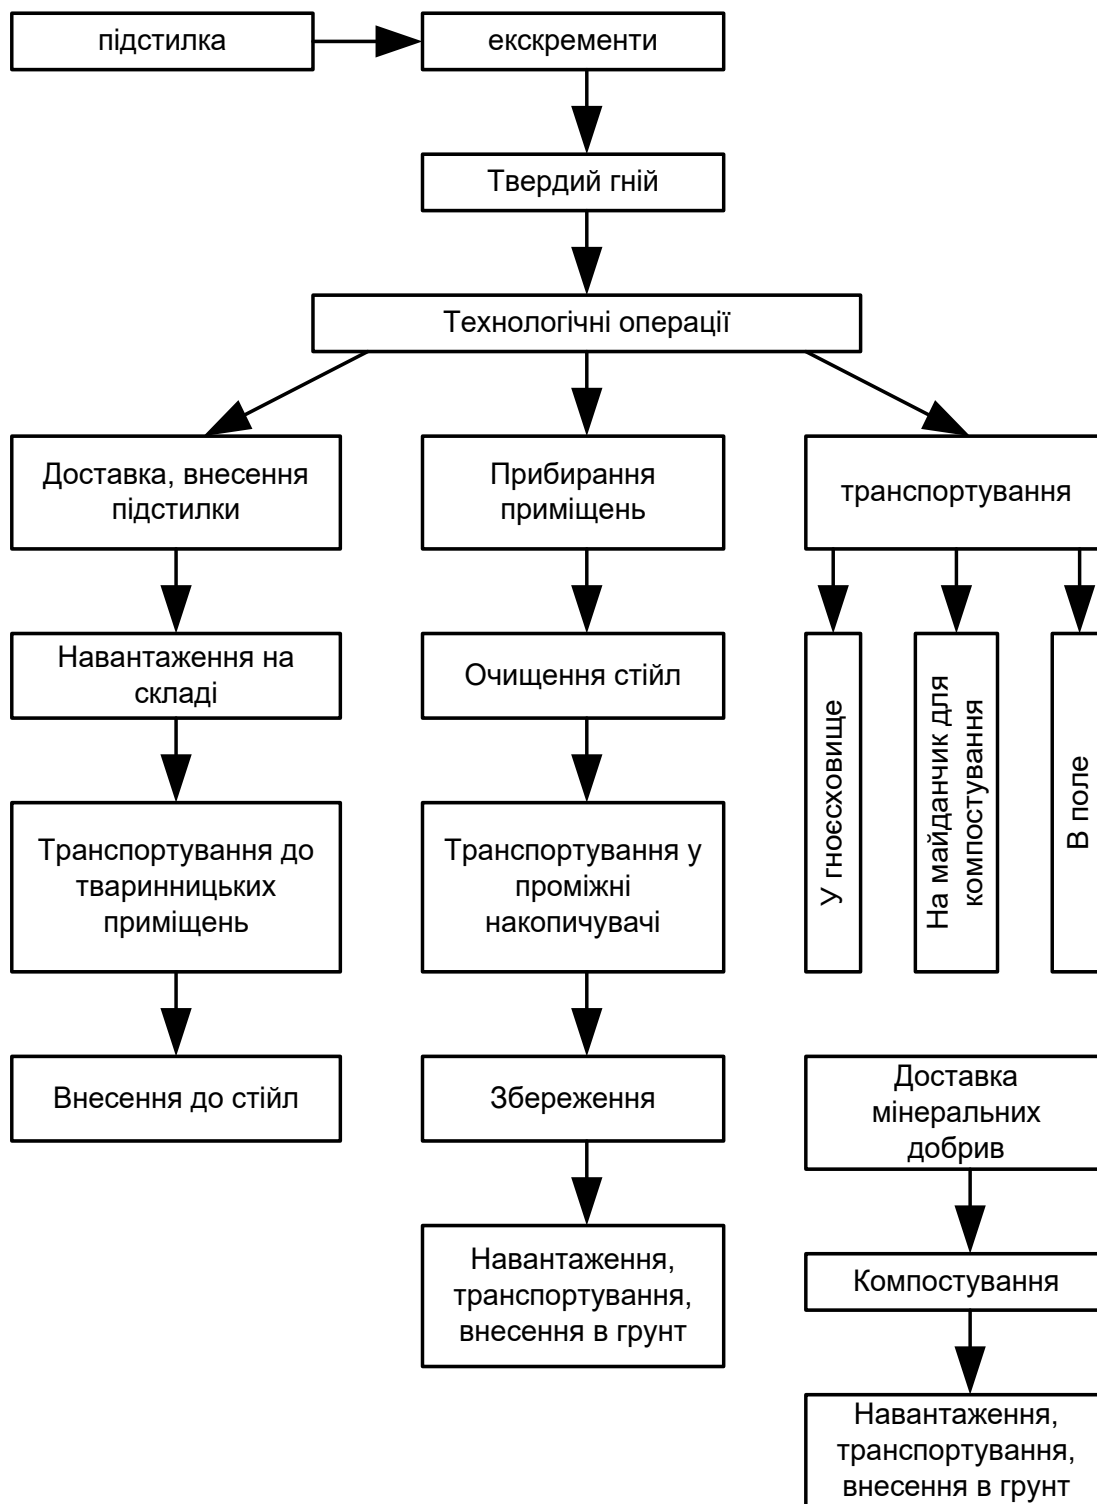 підстилка
екскременти
Твердий гній
Технологічні операції
Доставка, внесення
підстилки
Прибирання
приміщень
транспортування
Навантаження на
складі
Очищення стійл
У гноєсховище
На майданчик для
компостування
В поле
Транспортування до
тваринницьких
приміщень
Транспортування у
проміжні
накопичувачі
Внесення до стійл
Збереження
Доставка
мінеральних
добрив
Навантаження,
транспортування,
внесення в грунт
Компостування
Навантаження,
транспортування,
внесення в грунт